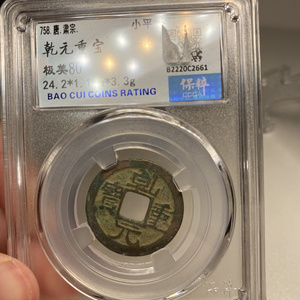 758.唐.肃宗.
小平
乾元重宝
极美80
24.2*1. 3.3g
B2220C2661
BAO CUI COINS RATING
保粹
乾元重寶